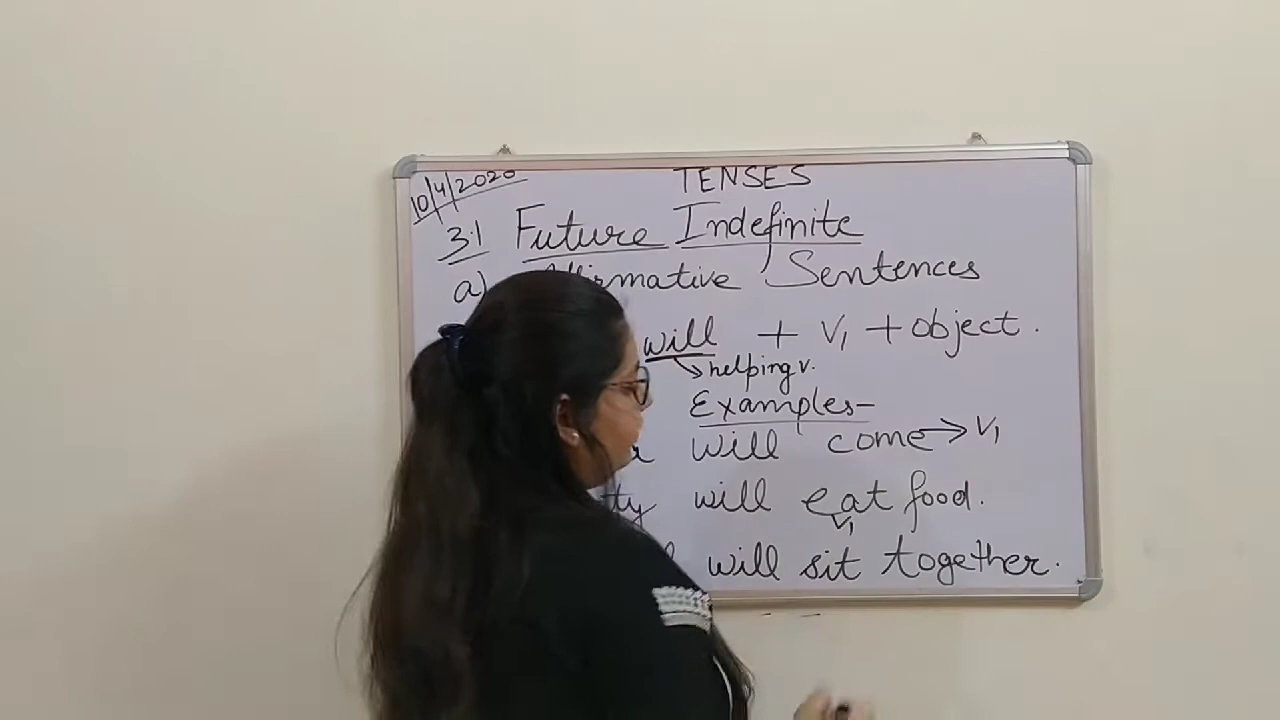 10/4/2020
TENSES
3.1 Future Indefinite
a) Affirmative Sentences
will + V1 + object.
helping v.
Examples-
will come → V1
will eat food.
V1
will sit together.